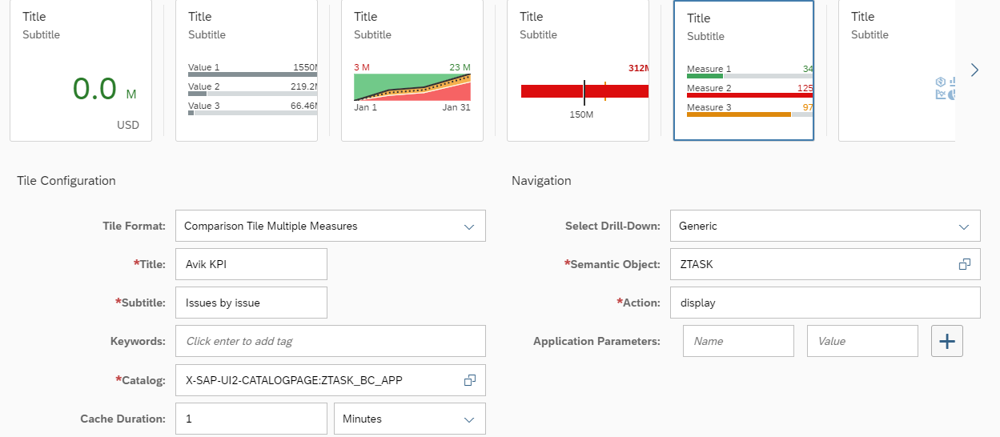 Title
Subtitle
0.0 M
USD
Title
Subtitle
Value 1 1550M
Value 2 219.2M
Value 3 66.46M
Title
Subtitle
3 M 23 M
Jan 1 Jan 31
Title
Subtitle
312M
150M
Title
Subtitle
Measure 1 34
Measure 2 125
Measure 3 97
Title
Subtitle
Tile Configuration
Tile Format: Comparison Tile Multiple Measures
*Title: Avik KPI
*Subtitle: Issues by issue
Keywords: Click enter to add tag
*Catalog: X-SAP-UI2-CATALOGPAGE:ZTASK_BC_APP
Cache Duration: 1 Minutes
Navigation
Select Drill-Down: Generic
*Semantic Object: ZTASK
*Action: display
Application Parameters: Name Value